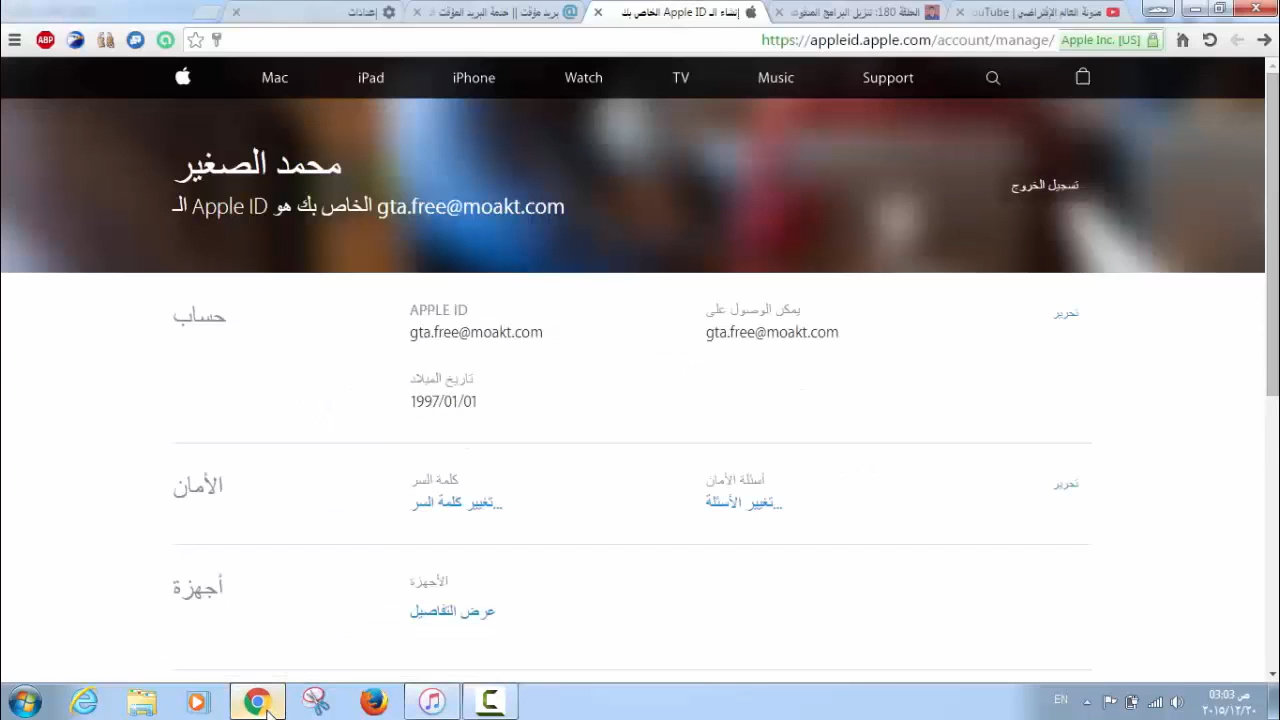 مدونة العالم الإفتراضي | YouTube
الحلقة 180: تنزيل البرامج المدفوعة
إنشاء الـ Apple ID الخاص بك
بريد مؤقت || خدمة البريد المؤقت
إعدادات
ABP
https://appleid.apple.com/account/manage/
Apple Inc. [US]
Mac
iPad
iPhone
Watch
TV
Music
Support
محمد الصغير
الـ Apple ID الخاص بك هو gta.free@moakt.com
تسجيل الخروج
حساب
APPLE ID
gta.free@moakt.com
يمكن الوصول على
gta.free@moakt.com
تحرير
تاريخ الميلاد
1997/01/01
الأمان
كلمة السر
تغيير كلمة السر...
أسئلة الأمان
تغيير الأسئلة...
تحرير
أجهزة
الأجهزة
عرض التفاصيل
EN
03:03 ص
٢٠١٥/١٢/٢٠